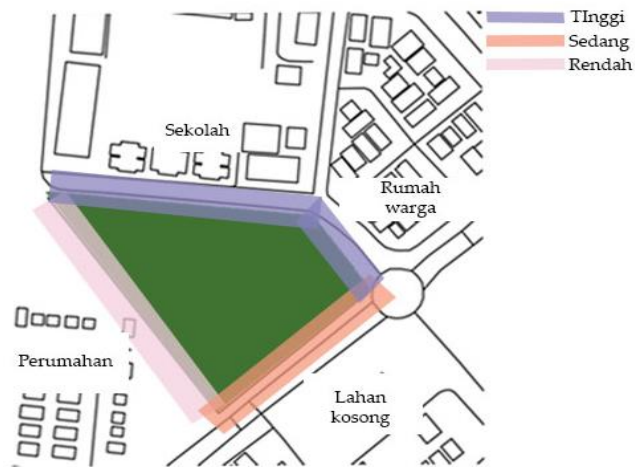 TInggi
Sedang
Rendah
Sekolah
Rumah
warga
Perumahan
Lahan
kosong